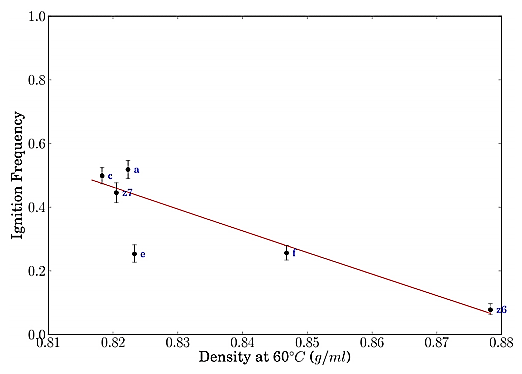 1.0
0.8
0.6
0.4
0.2
0.0
Ignition Frequency
a
c
z7
e
f
z6
0.81 0.82 0.83 0.84 0.85 0.86 0.87 0.88
Density at 60°C (g/ml)